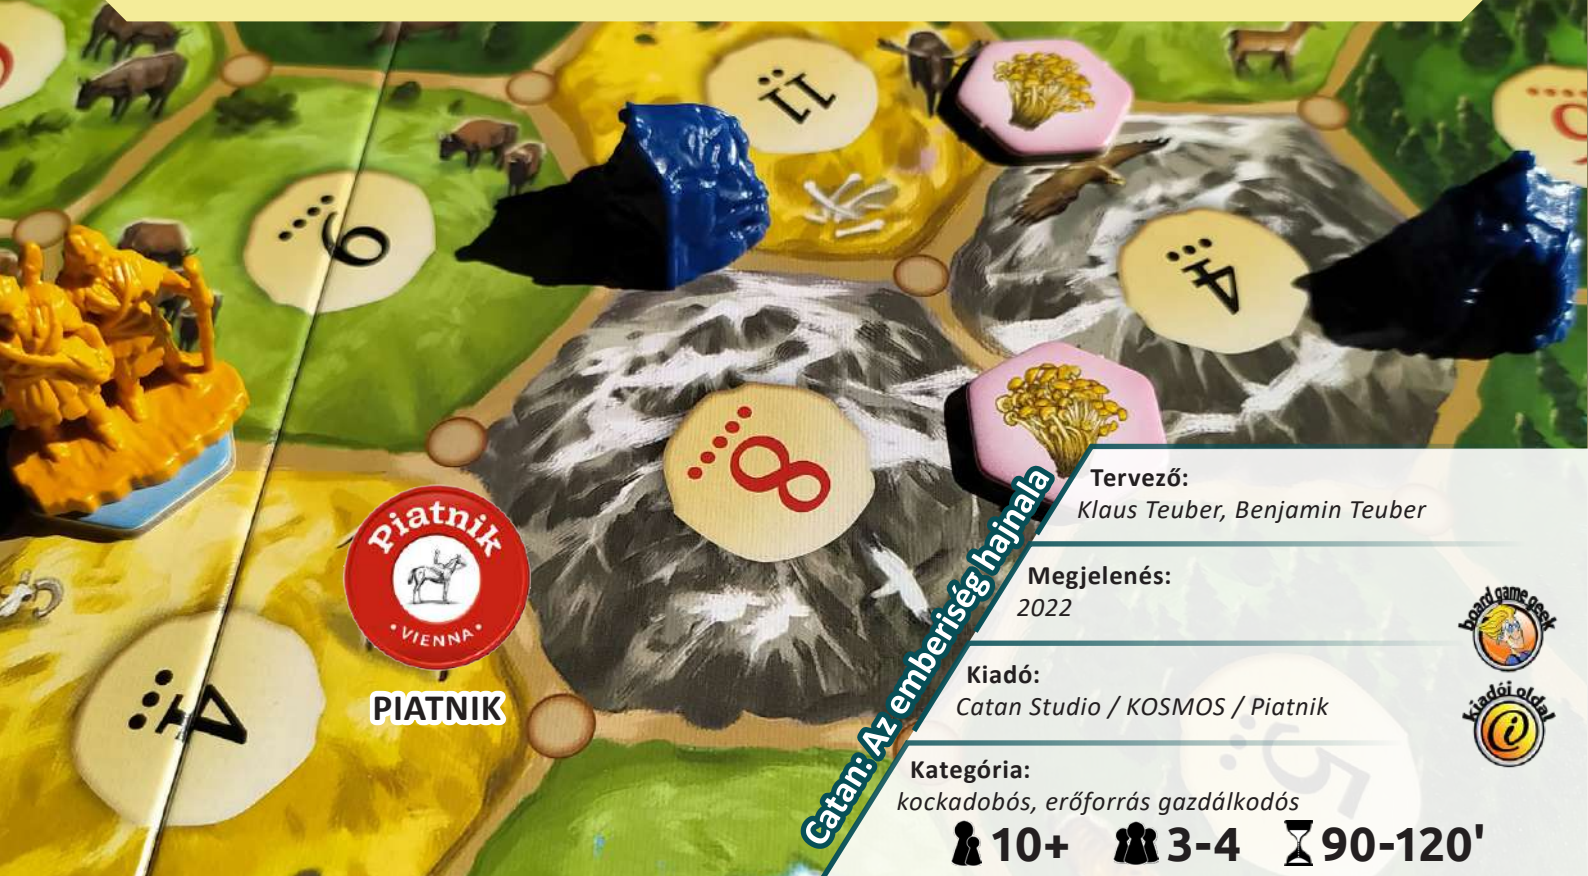 11
9
4
8
4
5
Piatnik
• VIENNA •
PIATNIK
Catan: Az emberiség hajnala
Tervező:
Klaus Teuber, Benjamin Teuber
Megjelenés:
2022
Kiadó:
Catan Studio / KOSMOS / Piatnik
Kategória:
kockadobós, erőforrás gazdálkodós
10+ 3-4 90-120'
board game geek
kiadói oldal
i